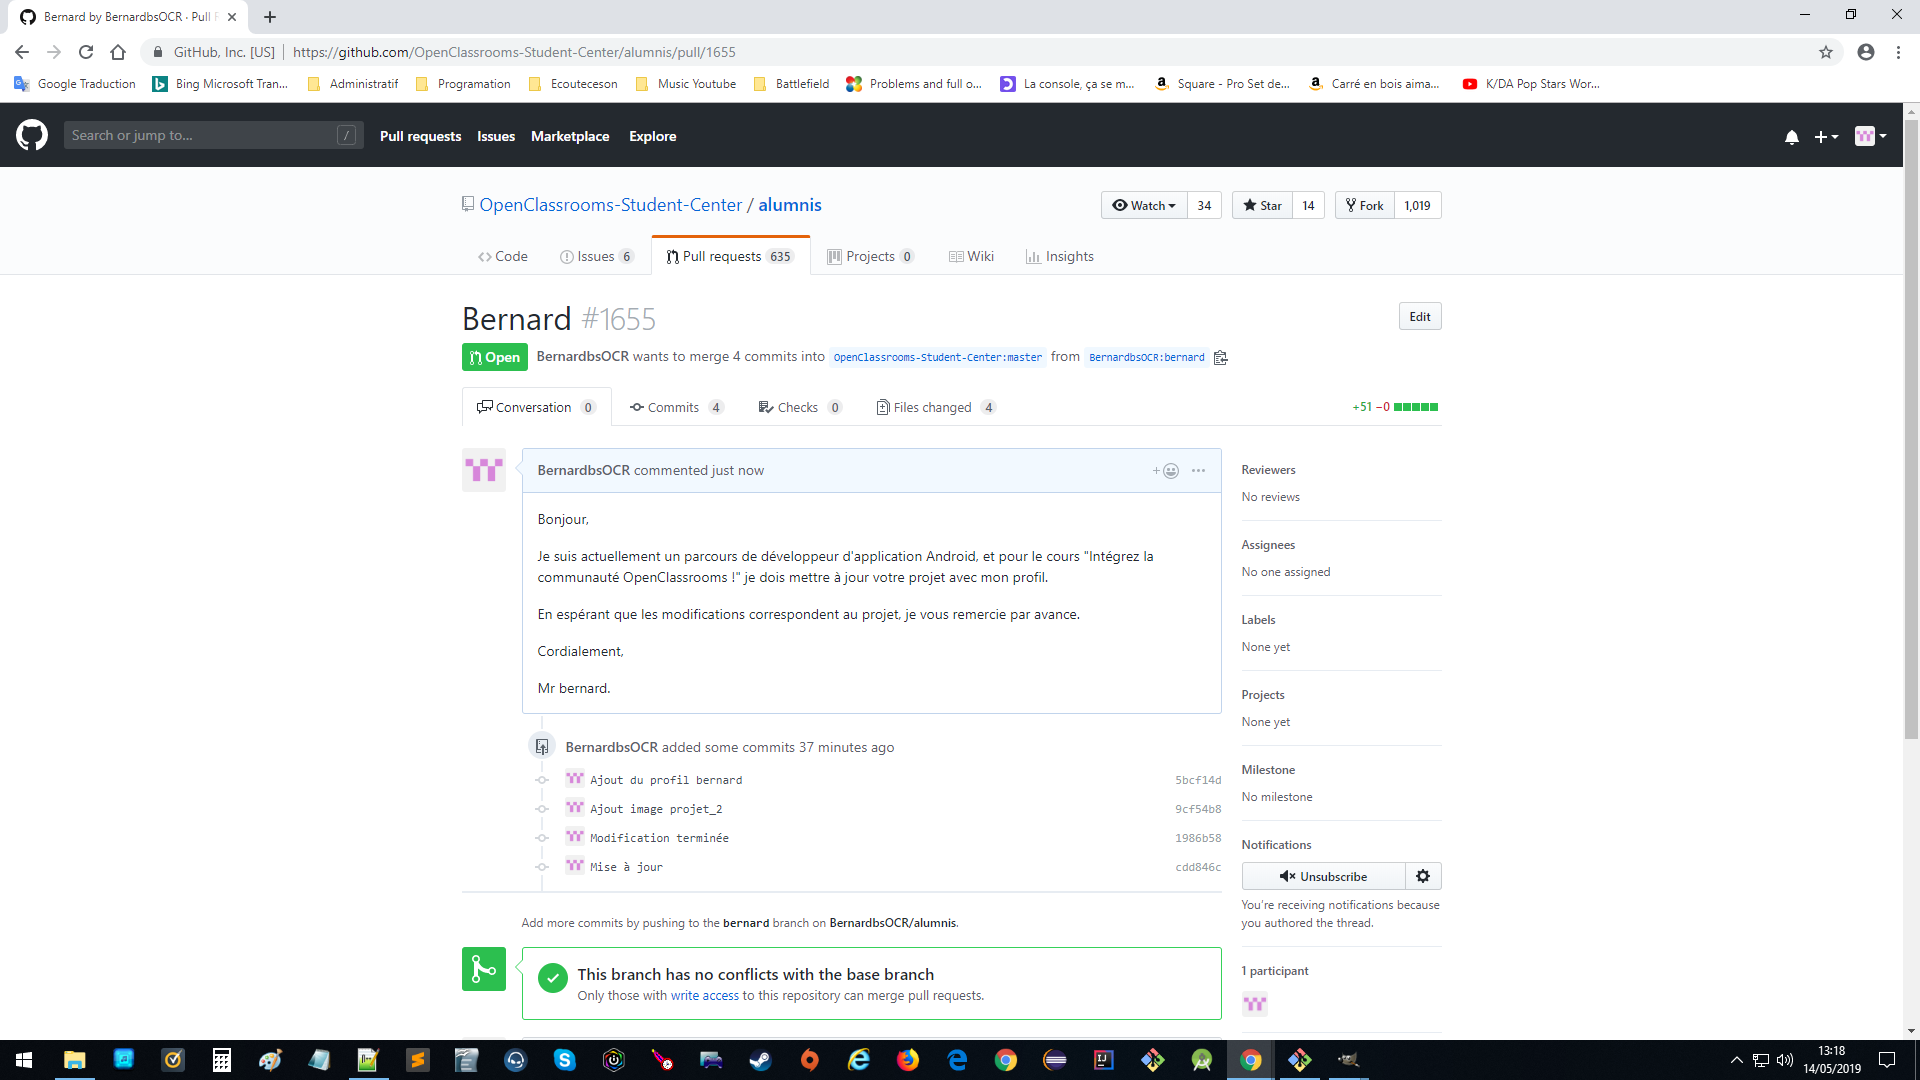 Bernard by BernardbsOCR · Pull R
GitHub, Inc. [US] https://github.com/OpenClassrooms-Student-Center/alumnis/pull/1655
Google Traduction Bing Microsoft Tran... Administratif Programation Ecouteceson Music Youtube Battlefield Problems and full o... La console, ça se m... Square - Pro Set de... Carré en bois aima... K/DA Pop Stars Wor...
Search or jump to... / Pull requests Issues Marketplace Explore
OpenClassrooms-Student-Center / alumnis Watch 34 Star 14 Fork 1,019
Code Issues 6 Pull requests 635 Projects 0 Wiki Insights
Bernard #1655 Edit
Open BernardbsOCR wants to merge 4 commits into OpenClassrooms-Student-Center:master from BernardbsOCR:bernard
Conversation 0 Commits 4 Checks 0 Files changed 4 +51 −0
BernardbsOCR commented just now
Bonjour,
Je suis actuellement un parcours de développeur d'application Android, et pour le cours "Intégrez la
communauté OpenClassrooms !" je dois mettre à jour votre projet avec mon profil.
En espérant que les modifications correspondent au projet, je vous remercie par avance.
Cordialement,
Mr bernard.
BernardbsOCR added some commits 37 minutes ago
Ajout du profil bernard 5bcf14d
Ajout image projet_2 9cf54b8
Modification terminée 1986b58
Mise à jour cdd846c
Add more commits by pushing to the bernard branch on BernardbsOCR/alumnis.
This branch has no conflicts with the base branch
Only those with write access to this repository can merge pull requests.
Reviewers
No reviews
Assignees
No one assigned
Labels
None yet
Projects
None yet
Milestone
No milestone
Notifications
Unsubscribe
You're receiving notifications because
you authored the thread.
1 participant
13:18
14/05/2019